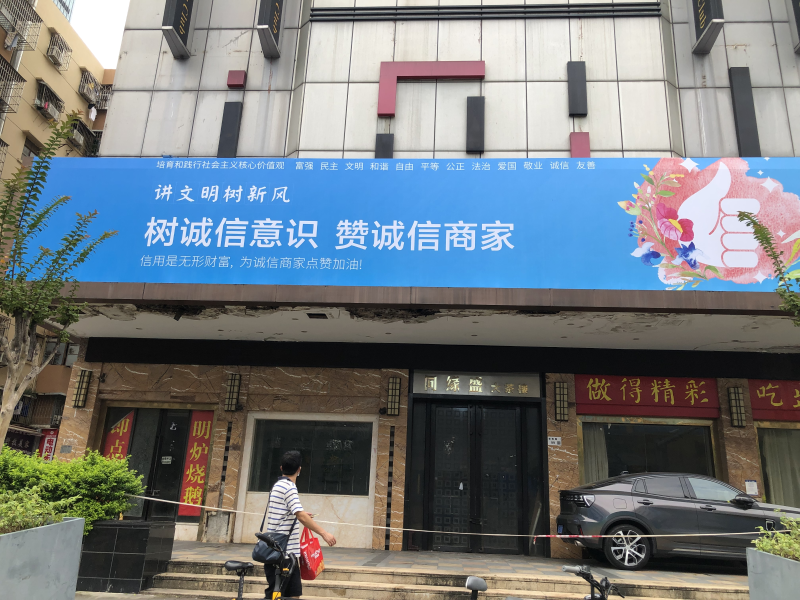 培育和践行社会主义核心价值观 富强 民主 文明 和谐 自由 平等 公正 法治 爱国 敬业 诚信 友善
讲文明树新风
树诚信意识 赞诚信商家
信用是无形财富, 为诚信商家点赞加油!
做得精彩
吃
即点
明炉烧鹅